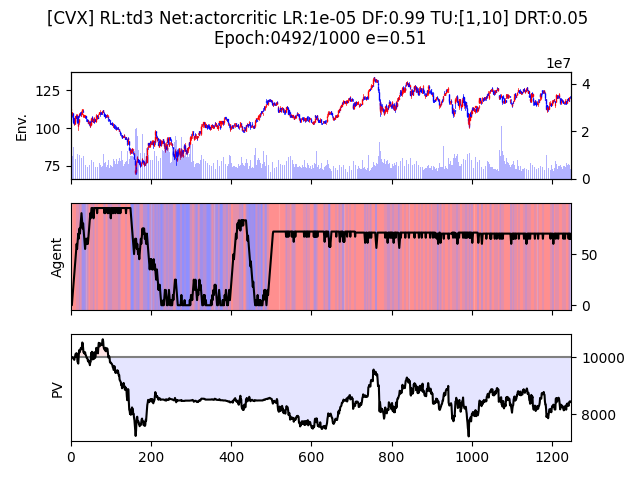 [CVX] RL:td3 Net:actorcritic LR:1e-05 DF:0.99 TU:[1,10] DRT:0.05
Epoch:0492/1000 e=0.51
1e7
Env.
125
100
75
4
2
0
Agent
50
0
PV
10000
8000
0 200 400 600 800 1000 1200